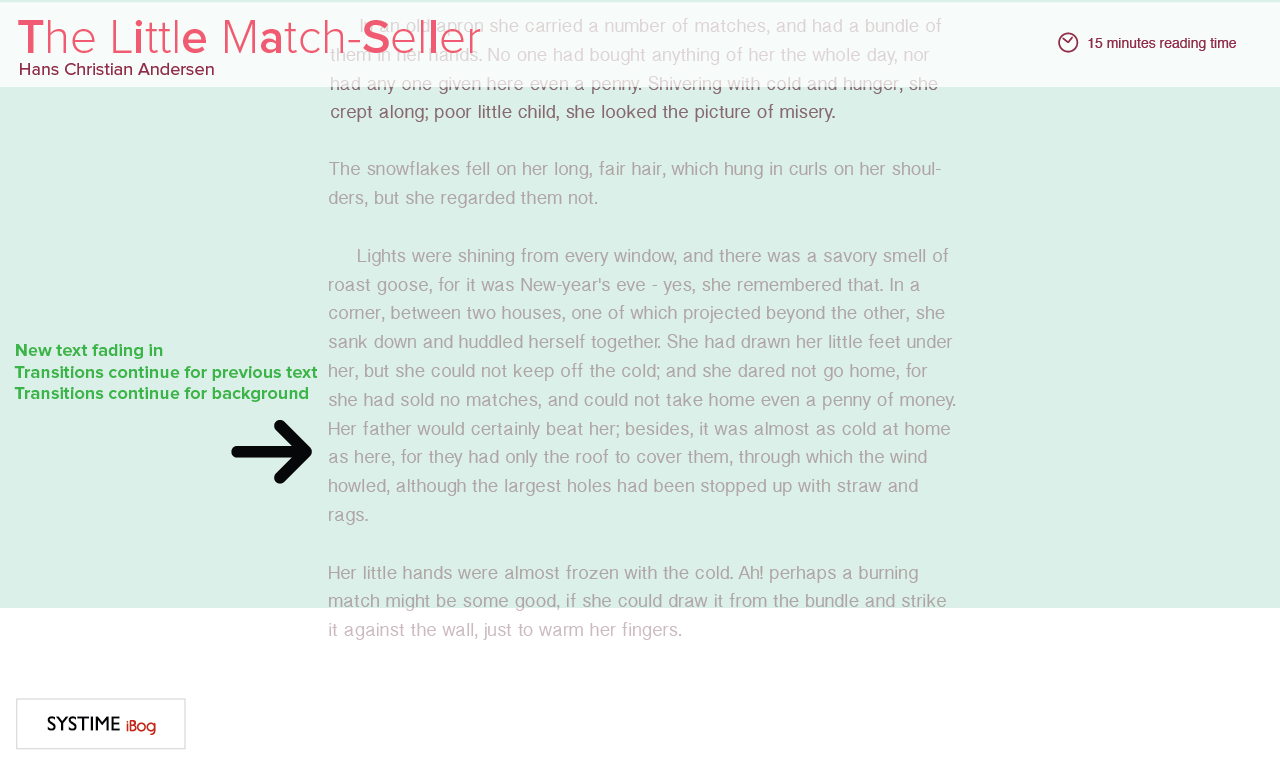 The Little Match-Seller
Hans Christian Andersen
15 minutes reading time
In an old apron she carried a number of matches, and had a bundle of
them in her hands. No one had bought anything of her the whole day, nor
had any one given here even a penny. Shivering with cold and hunger, she
crept along; poor little child, she looked the picture of misery.
The snowflakes fell on her long, fair hair, which hung in curls on her shoul-
ders, but she regarded them not.
Lights were shining from every window, and there was a savory smell of
roast goose, for it was New-year's eve - yes, she remembered that. In a
corner, between two houses, one of which projected beyond the other, she
sank down and huddled herself together. She had drawn her little feet under
her, but she could not keep off the cold; and she dared not go home, for
she had sold no matches, and could not take home even a penny of money.
Her father would certainly beat her; besides, it was almost as cold at home
as here, for they had only the roof to cover them, through which the wind
howled, although the largest holes had been stopped up with straw and
rags.
Her little hands were almost frozen with the cold. Ah! perhaps a burning
match might be some good, if she could draw it from the bundle and strike
it against the wall, just to warm her fingers.
New text fading in
Transitions continue for previous text
Transitions continue for background
SYSTIME iBog